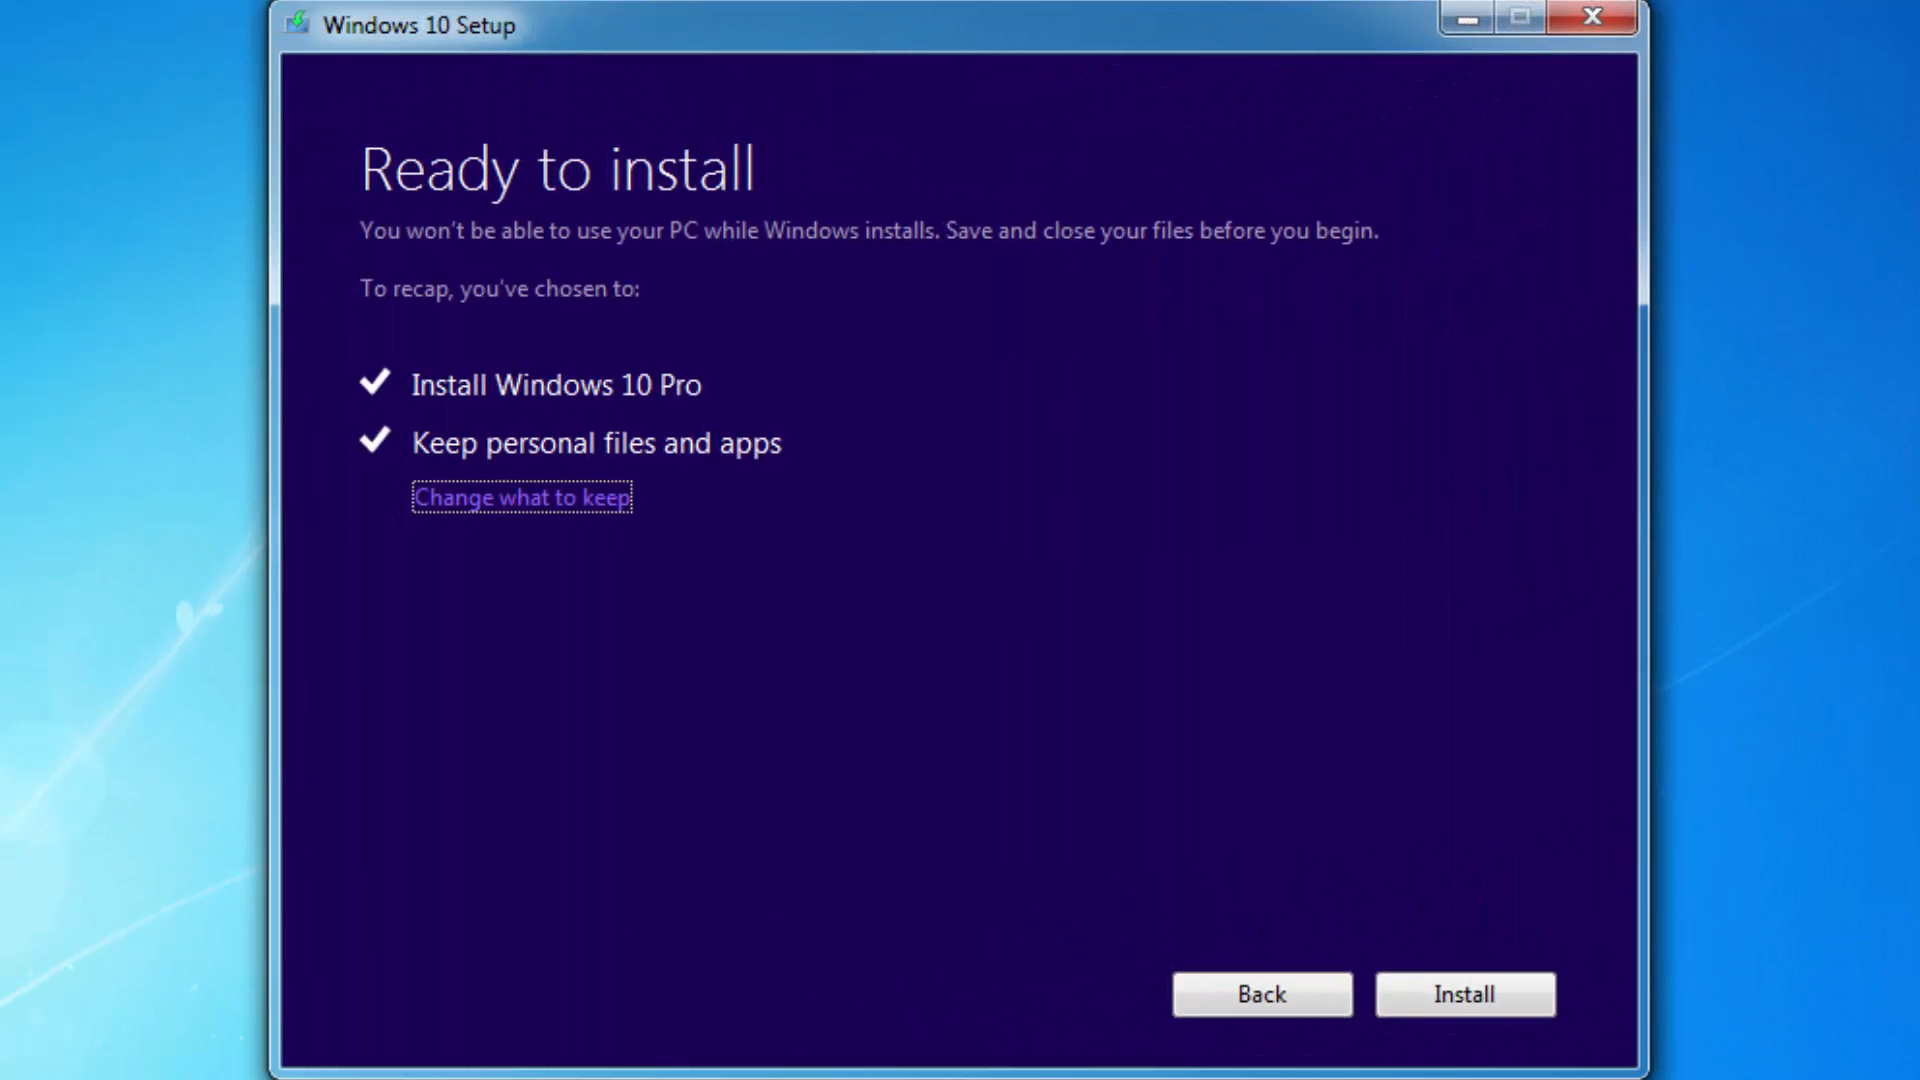 Windows 10 Setup
Ready to install
You won't be able to use your PC while Windows installs. Save and close your files before you begin.
To recap, you've chosen to:
Install Windows 10 Pro
Keep personal files and apps
Change what to keep
Back
Install